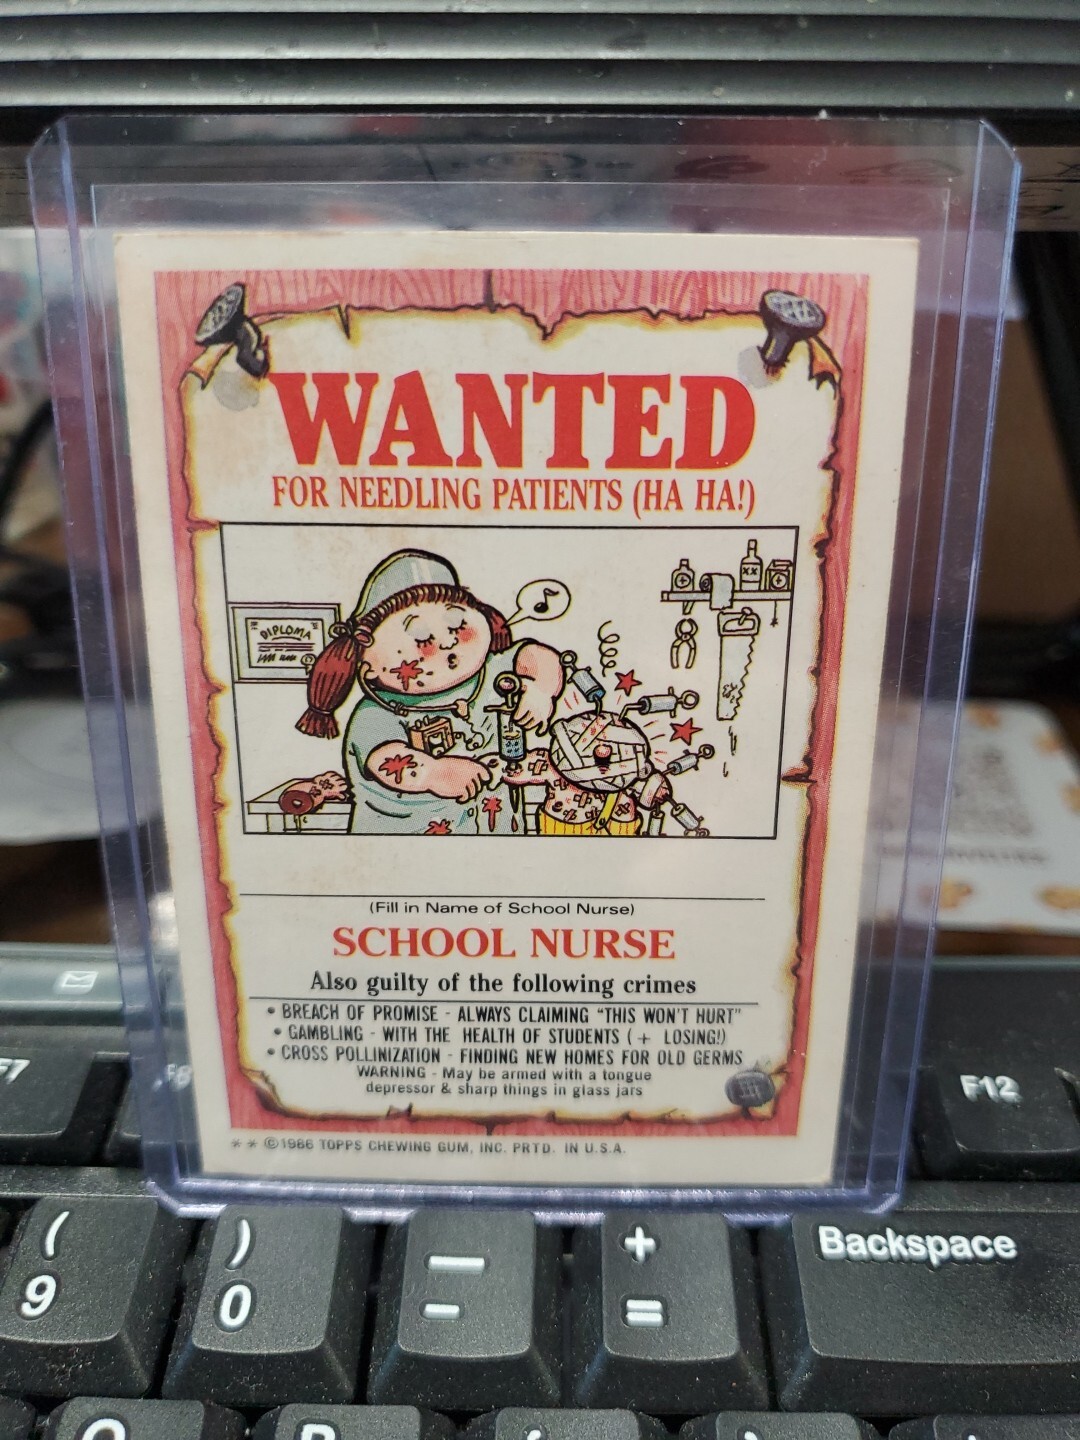 WANTED
FOR NEEDLING PATIENTS (HA HA!)
"DIPLOMA"
XX
(Fill in Name of School Nurse)
SCHOOL NURSE
Also guilty of the following crimes
• BREACH OF PROMISE - ALWAYS CLAIMING "THIS WON'T HURT"
• GAMBLING - WITH THE HEALTH OF STUDENTS (+ LOSING!)
• CROSS POLLINIZATION - FINDING NEW HOMES FOR OLD GERMS
WARNING - May be armed with a tongue
depressor & sharp things in glass jars
** ©1986 TOPPS CHEWING GUM, INC. PRTD. IN U.S.A.
F7
F12
( 9
) 0
— -
+ =
Backspace